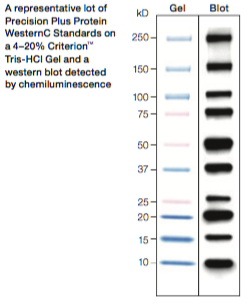 A representative lot of
Precision Plus Protein
WesternC Standards on
a 4–20% Criterion™
Tris-HCl Gel and a
western blot detected
by chemiluminescence
kD Gel Blot
250
150
100
75
50
37
25
20
15
10